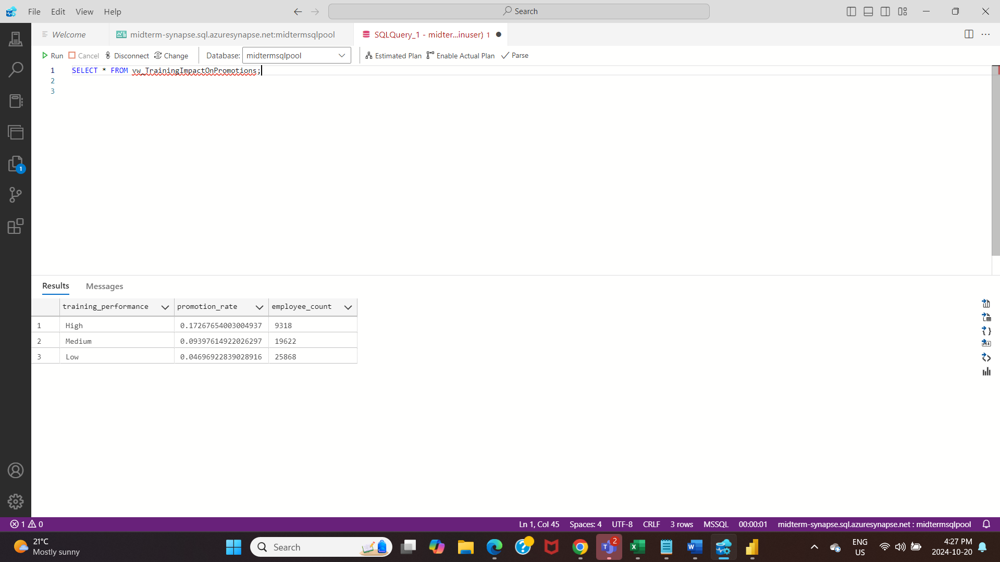 File Edit View Help
Search
Welcome midterm-synapse.sql.azuresynapse.net:midtermsqlpool SQLQuery_1 - midter...inuser) 1
Run Cancel Disconnect Change Database: midtermsqlpool Estimated Plan Enable Actual Plan Parse
1 SELECT * FROM vw_TrainingImpactOnPromotions;
2
3
1
Results Messages
training_performance promotion_rate employee_count
1 High 0.17267654003004937 9318
2 Medium 0.09397614922026297 19622
3 Low 0.04696922839028916 25868
1 0 Ln 1, Col 45 Spaces: 4 UTF-8 CRLF 3 rows MSSQL 00:00:01 midterm-synapse.sql.azuresynapse.net : midtermsqlpool
21°C
Mostly sunny
Search
2
ENG
US
4:27 PM
2024-10-20